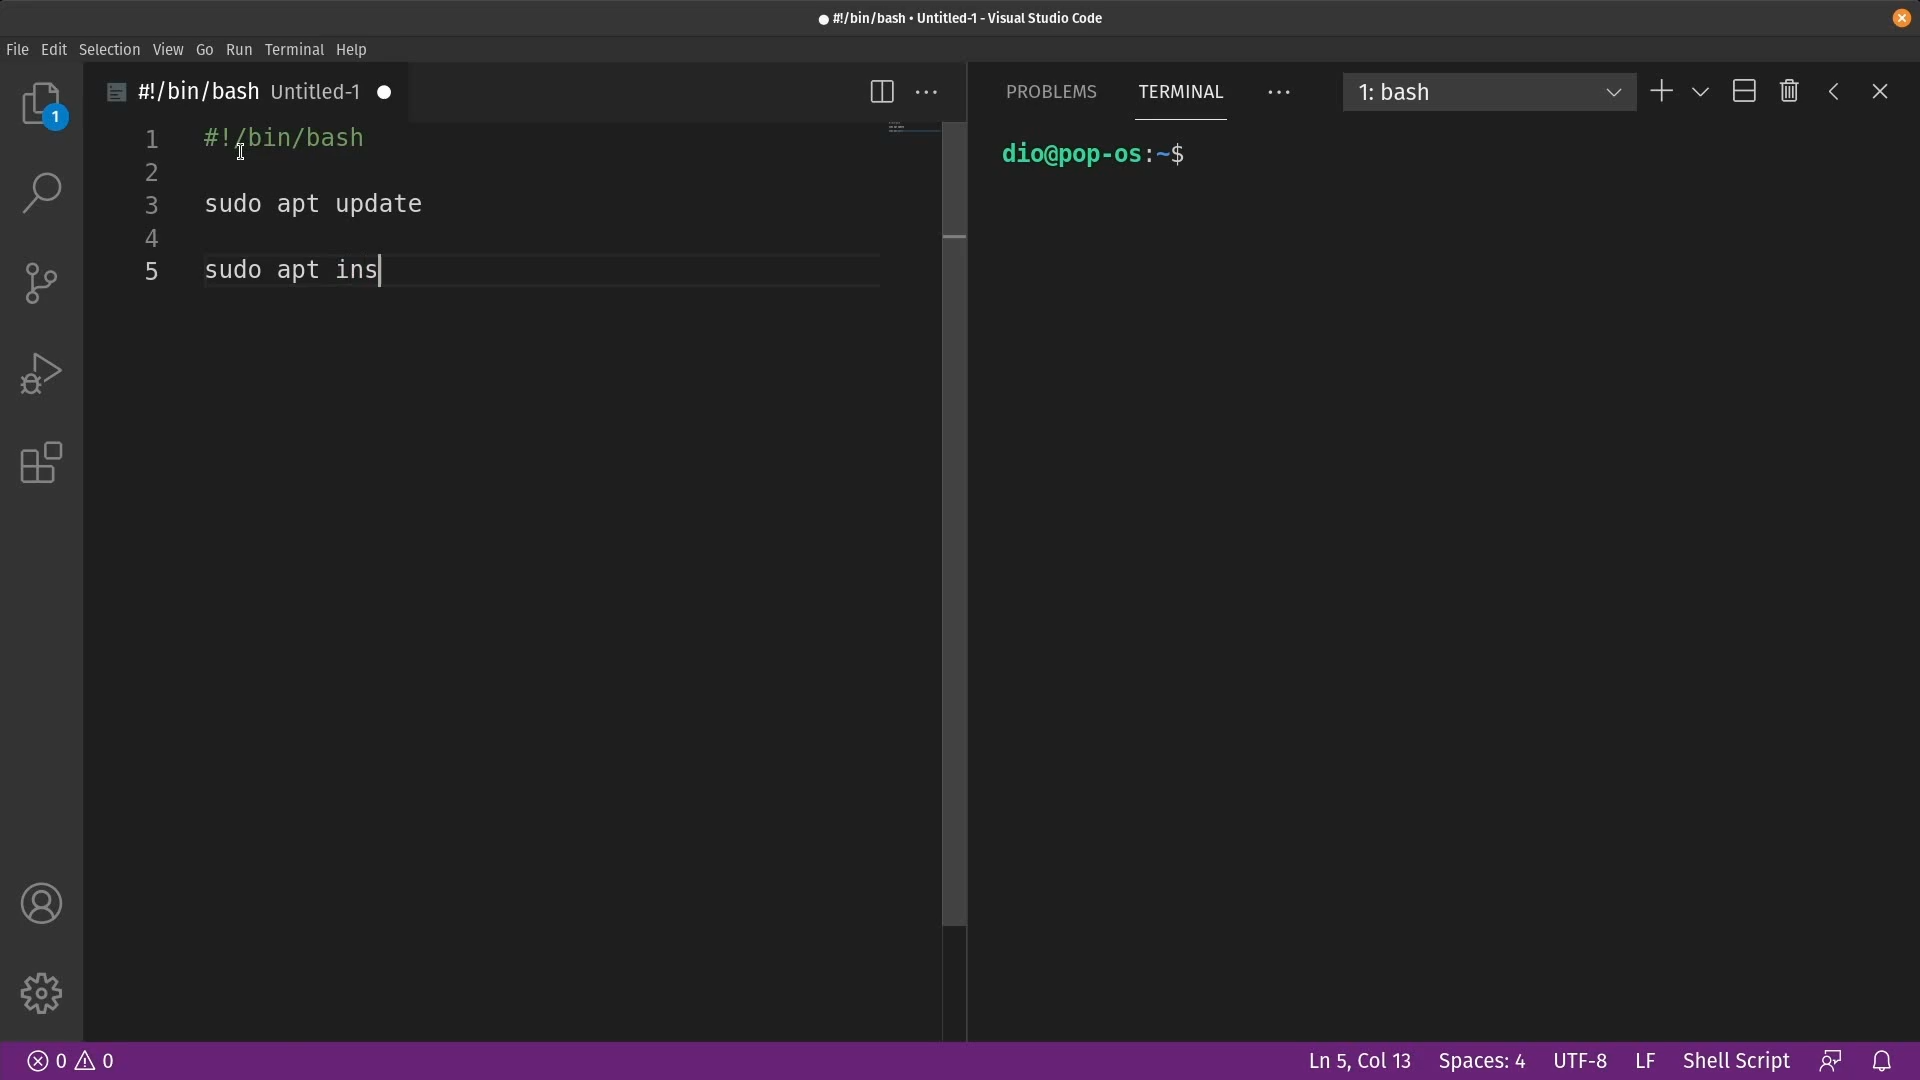 ● #!/bin/bash • Untitled-1 - Visual Studio Code
File Edit Selection View Go Run Terminal Help
#!/bin/bash Untitled-1 ●
PROBLEMS TERMINAL ··· 1: bash
1
1 #!/bin/bash
2
3 sudo apt update
4
5 sudo apt ins
dio@pop-os:~$
0 0 Ln 5, Col 13 Spaces: 4 UTF-8 LF Shell Script